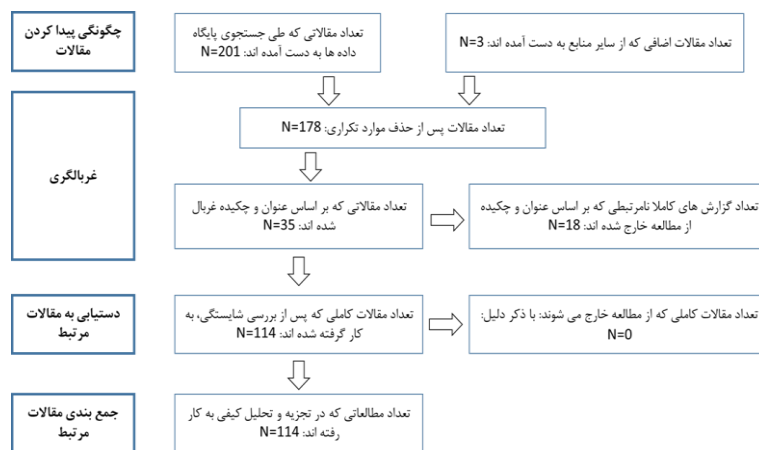 چگونگی پیدا کردن
مقالات
تعداد مقالاتی که طی جستجوی پایگاه
داده ها به دست آمده اند: N=201
تعداد مقالات اضافی که از سایر منابع به دست آمده اند: N=3
غربالگری
تعداد مقالات پس از حذف موارد تکراری: N=178
تعداد مقالاتی که بر اساس عنوان و چکیده غربال
شده اند: N=35
تعداد گزارش های کاملا نامرتبطی که بر اساس عنوان و چکیده
از مطالعه خارج شده اند: N=18
دستیابی به مقالات
مرتبط
تعداد مقالات کاملی که پس از بررسی شایستگی، به
کار گرفته شده اند: N=114
تعداد مقالات کاملی که از مطالعه خارج می شوند: با ذکر دلیل:
N=0
جمع بندی مقالات
مرتبط
تعداد مطالعاتی که در تجزیه و تحلیل کیفی به کار
رفته اند: N=114